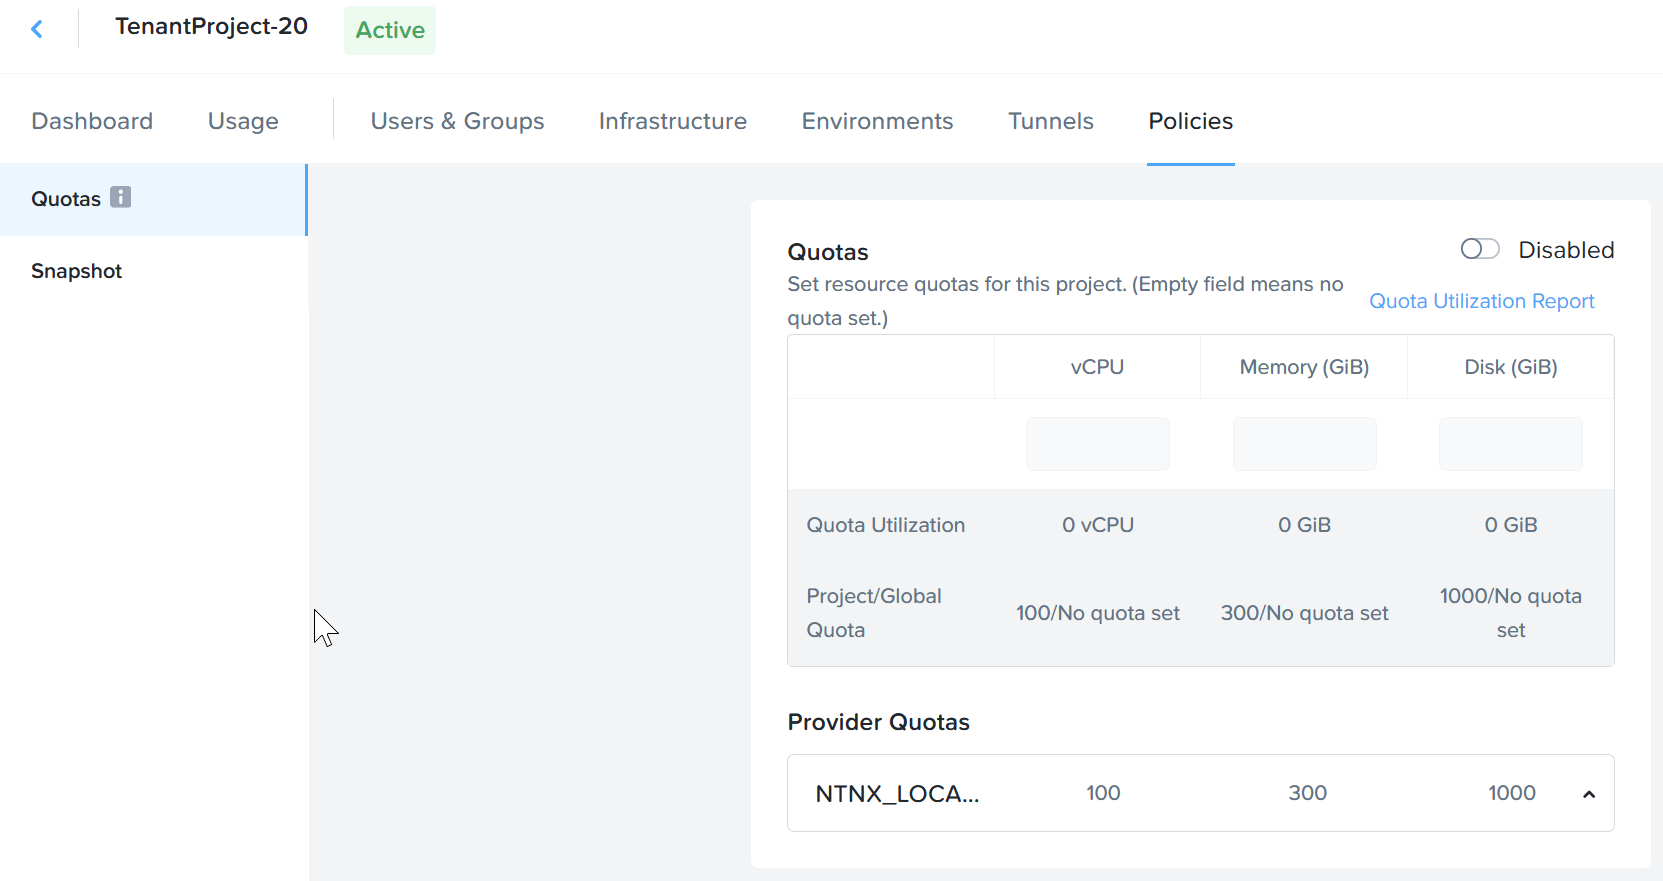 TenantProject-20
Active
Dashboard
Usage
Users & Groups
Infrastructure
Environments
Tunnels
Policies
Quotas
Snapshot
Quotas
Disabled
Set resource quotas for this project. (Empty field means no
quota set.)
Quota Utilization Report
vCPU
Memory (GiB)
Disk (GiB)
Quota Utilization
0 vCPU
0 GiB
0 GiB
Project/Global
Quota
100/No quota set
300/No quota set
1000/No quota
set
Provider Quotas
NTNX_LOCA...
100
300
1000